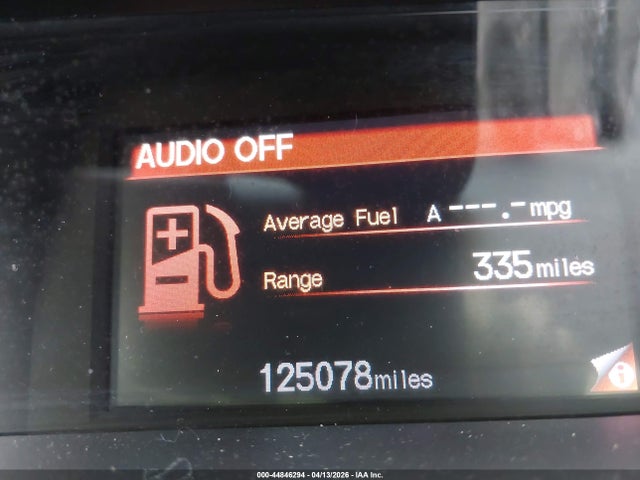 AUDIO OFF
Average Fuel A ---.- mpg
Range 335 miles
125078 miles
000-44846294 - 04/13/2026 - IAA Inc.